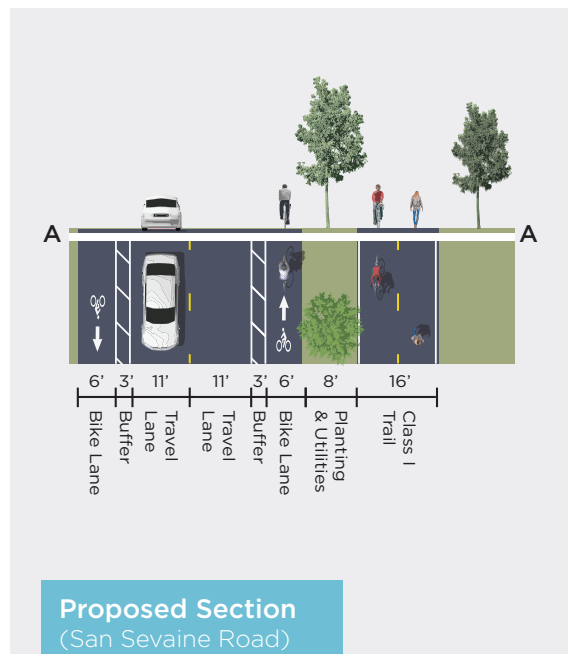 A A
6’ 3’ 11’ 11’ 3’ 6’ 8’ 16’
Bike Lane
Buffer
Travel
Lane
Travel
Lane
Buffer
Bike Lane
Planting
& Utilities
Class I
Trail
Proposed Section
(San Sevaine Road)